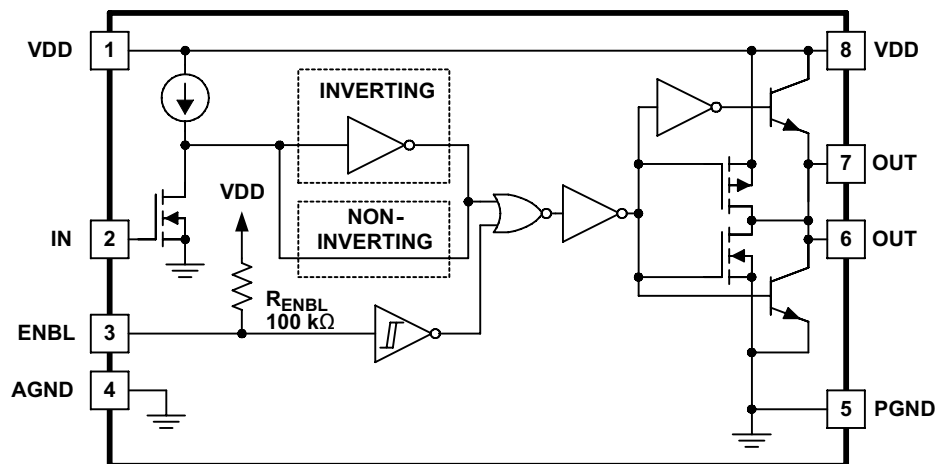 VDD 1
8 VDD
INVERTING
7 OUT
VDD
NON-
INVERTING
IN 2
6 OUT
RENBL
100 kΩ
ENBL 3
AGND 4
5 PGND